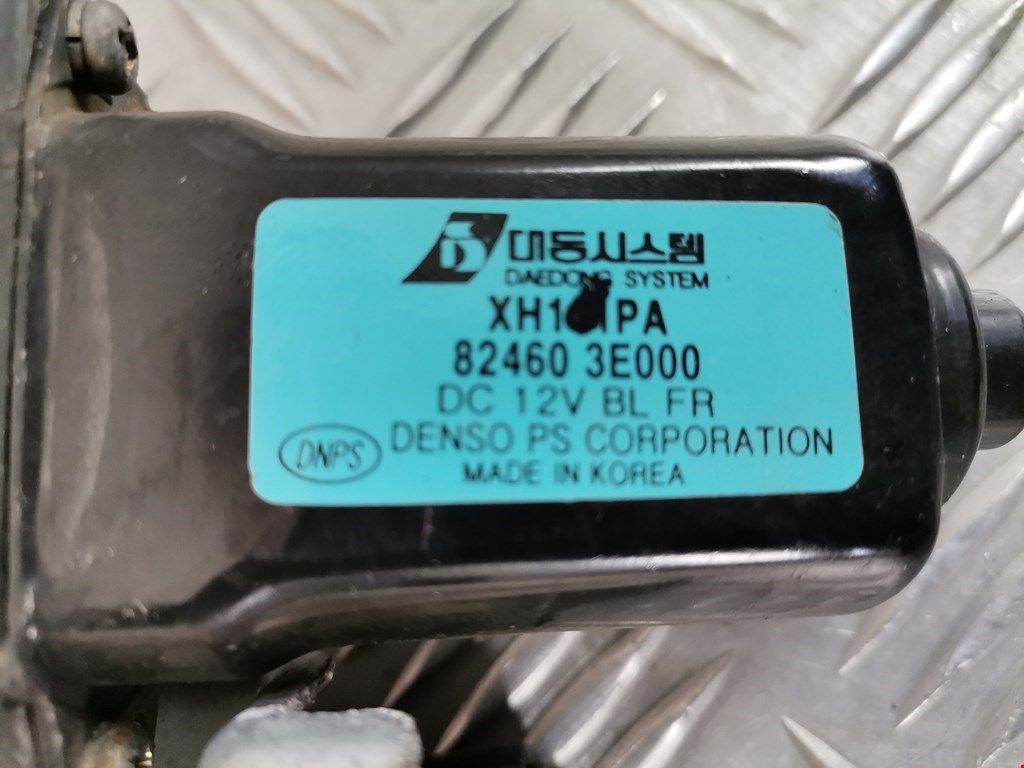 대동시스템
DAEDONG SYSTEM
82460 3E000
DC 12V BL FR
DNPS DENSO PS CORPORATION
MADE IN KOREA